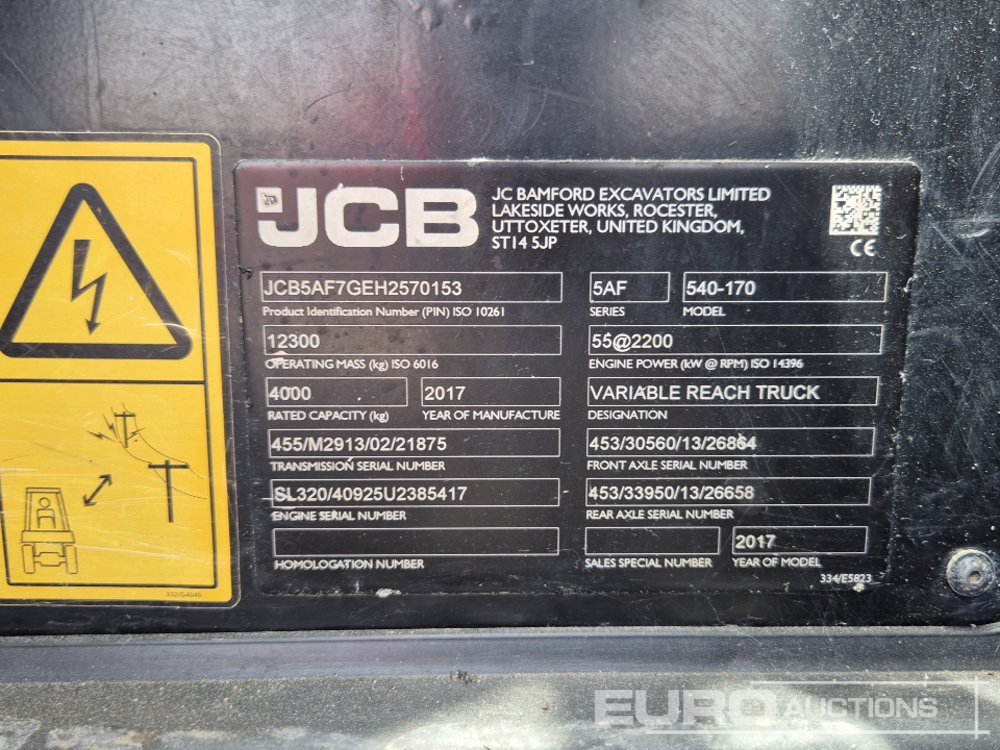 JCB
JC BAMFORD EXCAVATORS LIMITED
LAKESIDE WORKS, ROCESTER,
UTTOXETER, UNITED KINGDOM,
ST14 5JP
CE
JCB5AF7GEH2570153
Product Identification Number (PIN) ISO 10261
5AF
SERIES
540-170
MODEL
12300
OPERATING MASS (kg) ISO 6016
55@2200
ENGINE POWER (kW @ RPM) ISO 14396
4000
RATED CAPACITY (kg)
2017
YEAR OF MANUFACTURE
VARIABLE REACH TRUCK
DESIGNATION
455/M2913/02/21875
TRANSMISSION SERIAL NUMBER
453/30560/13/26864
FRONT AXLE SERIAL NUMBER
SL320/40925U2385417
ENGINE SERIAL NUMBER
453/33950/13/26658
REAR AXLE SERIAL NUMBER
HOMOLOGATION NUMBER
SALES SPECIAL NUMBER
2017
YEAR OF MODEL
334/E5823
332/G4040
EURO AUCTIONS